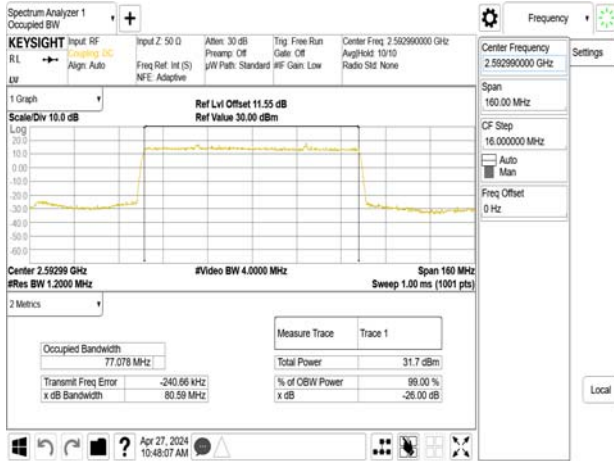 Spectrum Analyzer 1
Occupied BW
Frequency
KEYSIGHT
Input: RF
Coupling: DC
Align: Auto
RL
LXI
Input Z: 50 Ω
Freq Ref: Int (S)
NFE: Adaptive
Atten: 30 dB
Preamp: Off
µW Path: Standard
Trig: Free Run
Gate: Off
#IF Gain: Low
Center Freq: 2.592990000 GHz
Avg|Hold: 10/10
Radio Std: None
1 Graph
Scale/Div 10.0 dB
Ref Lvl Offset 11.55 dB
Ref Value 30.00 dBm
Log
20.0
10.0
0.00
-10.0
-20.0
-30.0
-40.0
-50.0
-60.0
Center 2.59299 GHz
#Res BW 1.2000 MHz
#Video BW 4.0000 MHz
Span 160 MHz
Sweep 1.00 ms (1001 pts)
2 Metrics
Measure Trace
Trace 1
Occupied Bandwidth
77.078 MHz
Total Power
31.7 dBm
Transmit Freq Error
-240.66 kHz
% of OBW Power
99.00 %
x dB Bandwidth
80.59 MHz
x dB
-26.00 dB
Center Frequency
2.592990000 GHz
Settings
Span
160.00 MHz
CF Step
16.000000 MHz
Auto
Man
Freq Offset
0 Hz
Local
?
Apr 27, 2024
10:48:07 AM